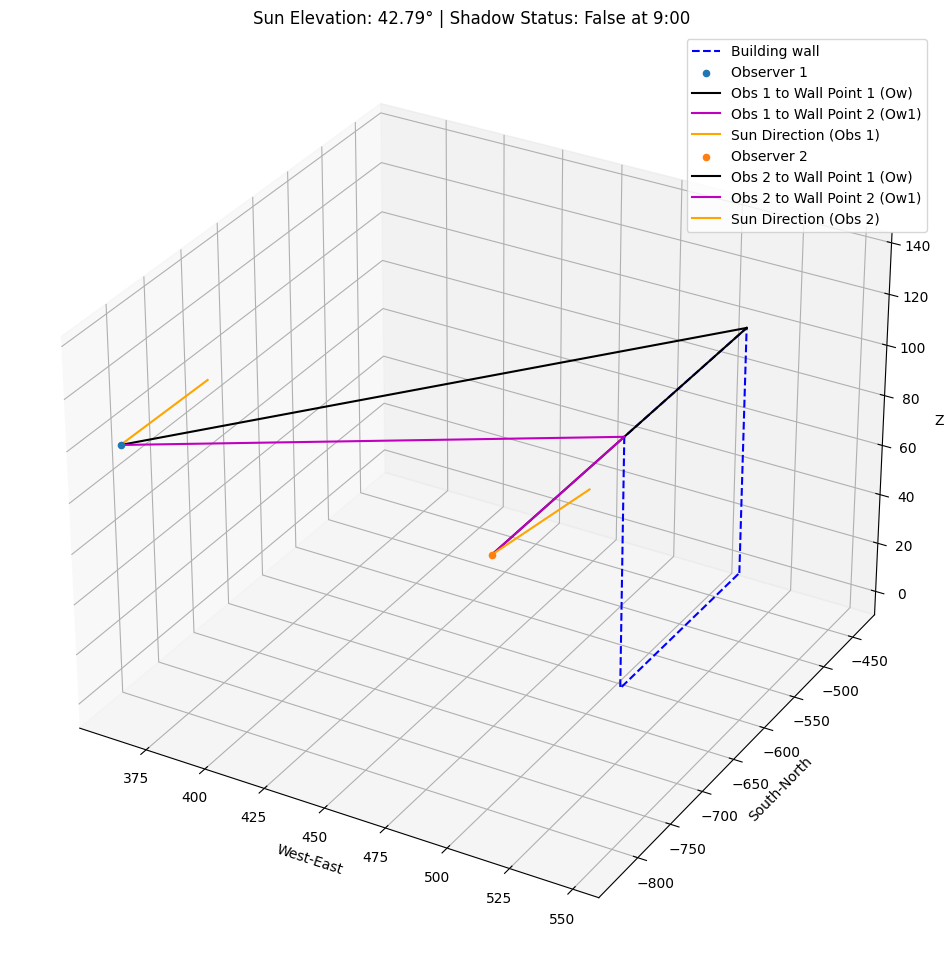 Sun Elevation: 42.79° | Shadow Status: False at 9:00
Building wall
Observer 1
Obs 1 to Wall Point 1 (Ow)
Obs 1 to Wall Point 2 (Ow1)
Sun Direction (Obs 1)
Observer 2
Obs 2 to Wall Point 1 (Ow)
Obs 2 to Wall Point 2 (Ow1)
Sun Direction (Obs 2)
140
120
100
80
Z
60
40
20
0
−450
−500
−550
−600
−650
−700
−750
−800
South-North
375
400
425
450
475
500
525
550
West-East